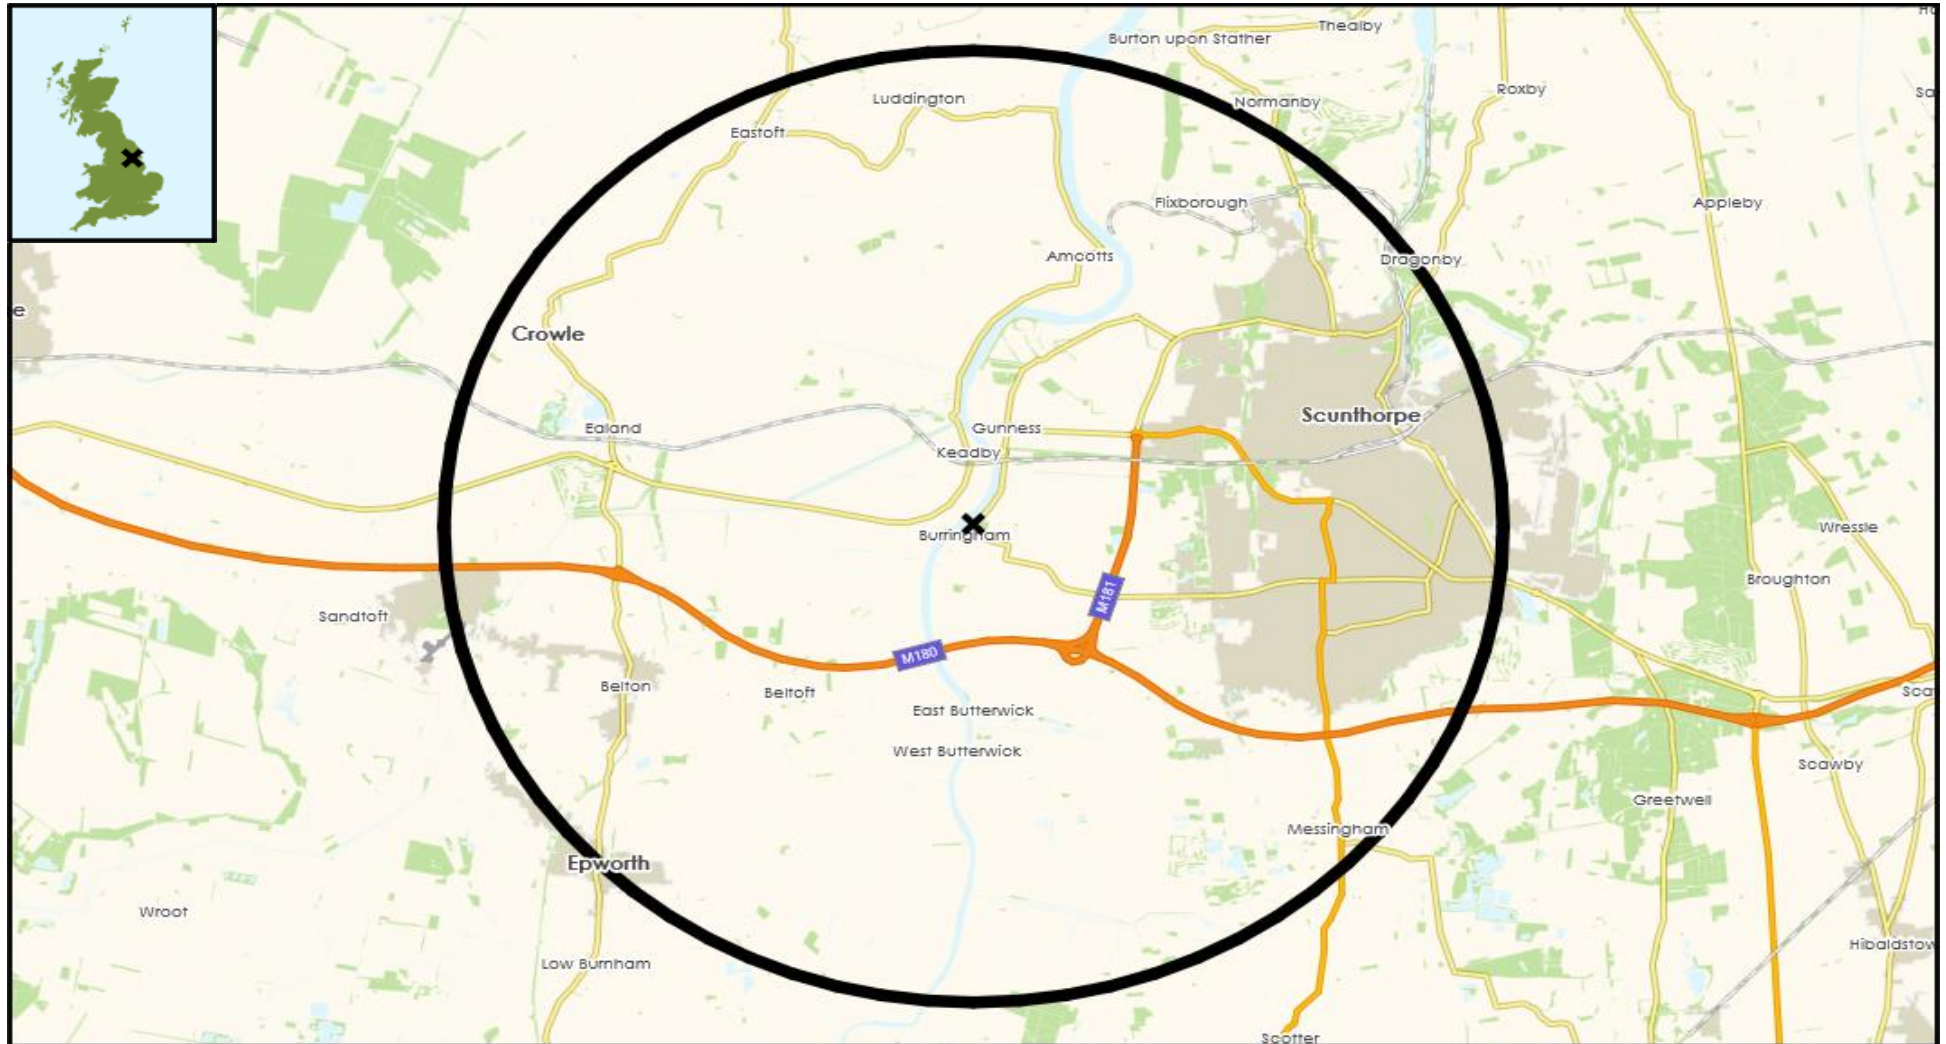 Thealby
Burton upon Stather
Roxby
Luddington
Normanby
Eastoft
Flixborough
Appleby
Amcotts
Dragonby
Crowle
Scunthorpe
Ealand
Gunness
Keadby
Wressle
Burringham
Broughton
M181
Sandtoft
M180
Belton
Beltoft
East Butterwick
West Butterwick
Scawby
Greetwell
Messingham
Epworth
Wroot
Hibaldstow
Low Burnham
Scotter